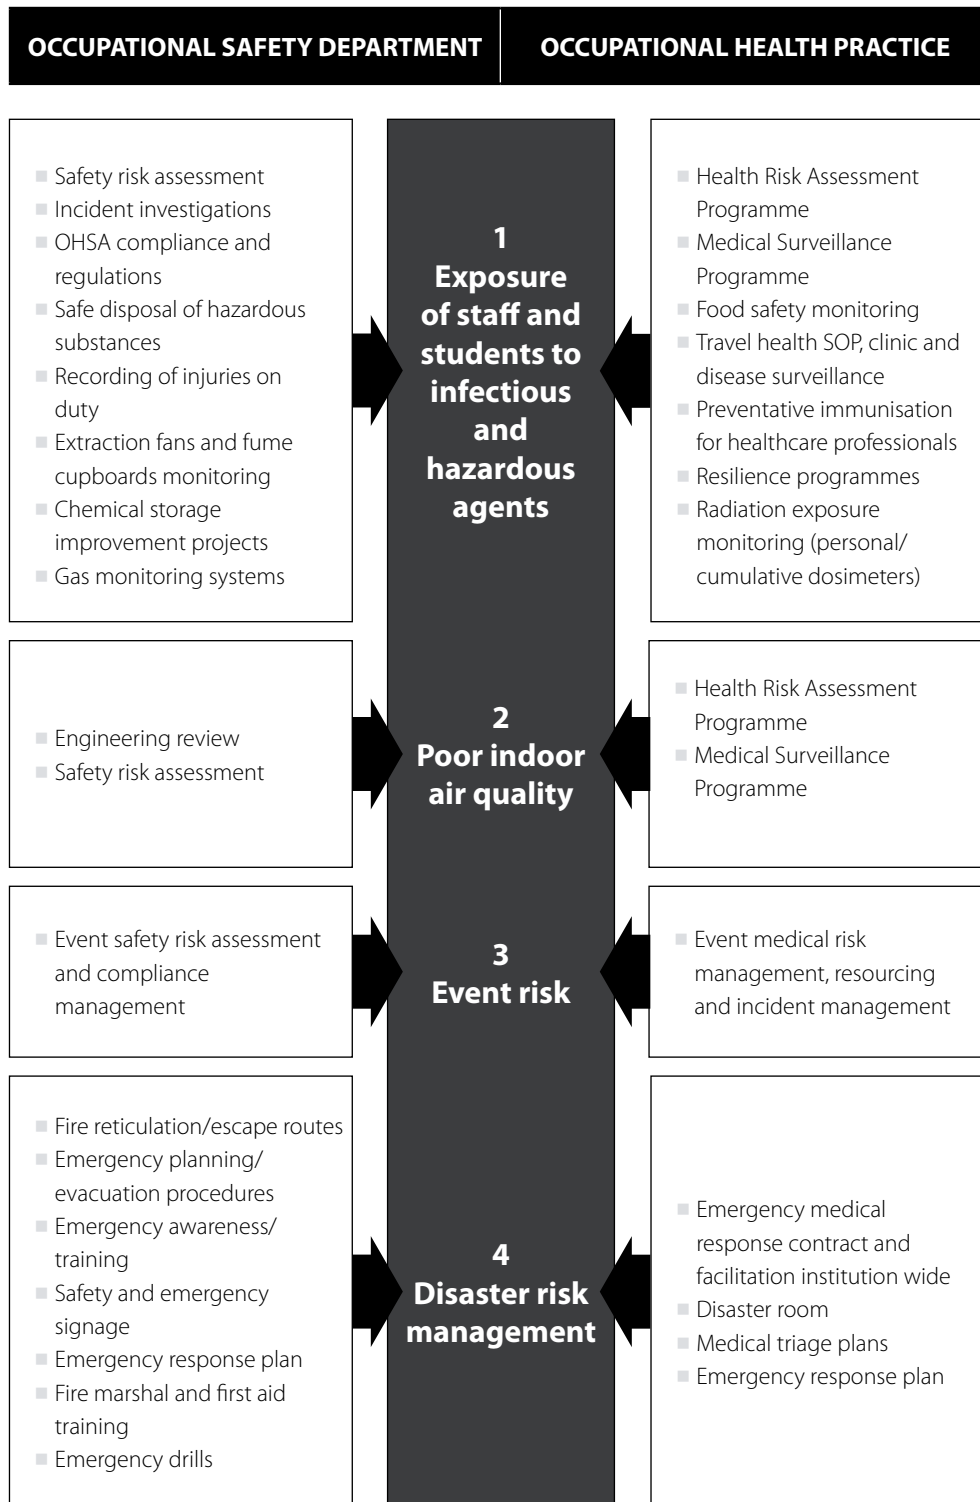 OCCUPATIONAL SAFETY DEPARTMENT
OCCUPATIONAL HEALTH PRACTICE
Safety risk assessment
Incident investigations
OHSA compliance and
regulations
Safe disposal of hazardous
substances
Recording of injuries on
duty
Extraction fans and fume
cupboards monitoring
Chemical storage
improvement projects
Gas monitoring systems
1
Exposure
of staff and
students to
infectious
and
hazardous
agents
Health Risk Assessment
Programme
Medical Surveillance
Programme
Food safety monitoring
Travel health SOP, clinic and
disease surveillance
Preventative immunisation
for healthcare professionals
Resilience programmes
Radiation exposure
monitoring (personal/
cumulative dosimeters)
Engineering review
Safety risk assessment
2
Poor indoor
air quality
Health Risk Assessment
Programme
Medical Surveillance
Programme
Event safety risk assessment
and compliance
management
3
Event risk
Event medical risk
management, resourcing
and incident management
Fire reticulation/escape routes
Emergency planning/
evacuation procedures
Emergency awareness/
training
Safety and emergency
signage
Emergency response plan
Fire marshal and first aid
training
Emergency drills
4
Disaster risk
management
Emergency medical
response contract and
facilitation institution wide
Disaster room
Medical triage plans
Emergency response plan